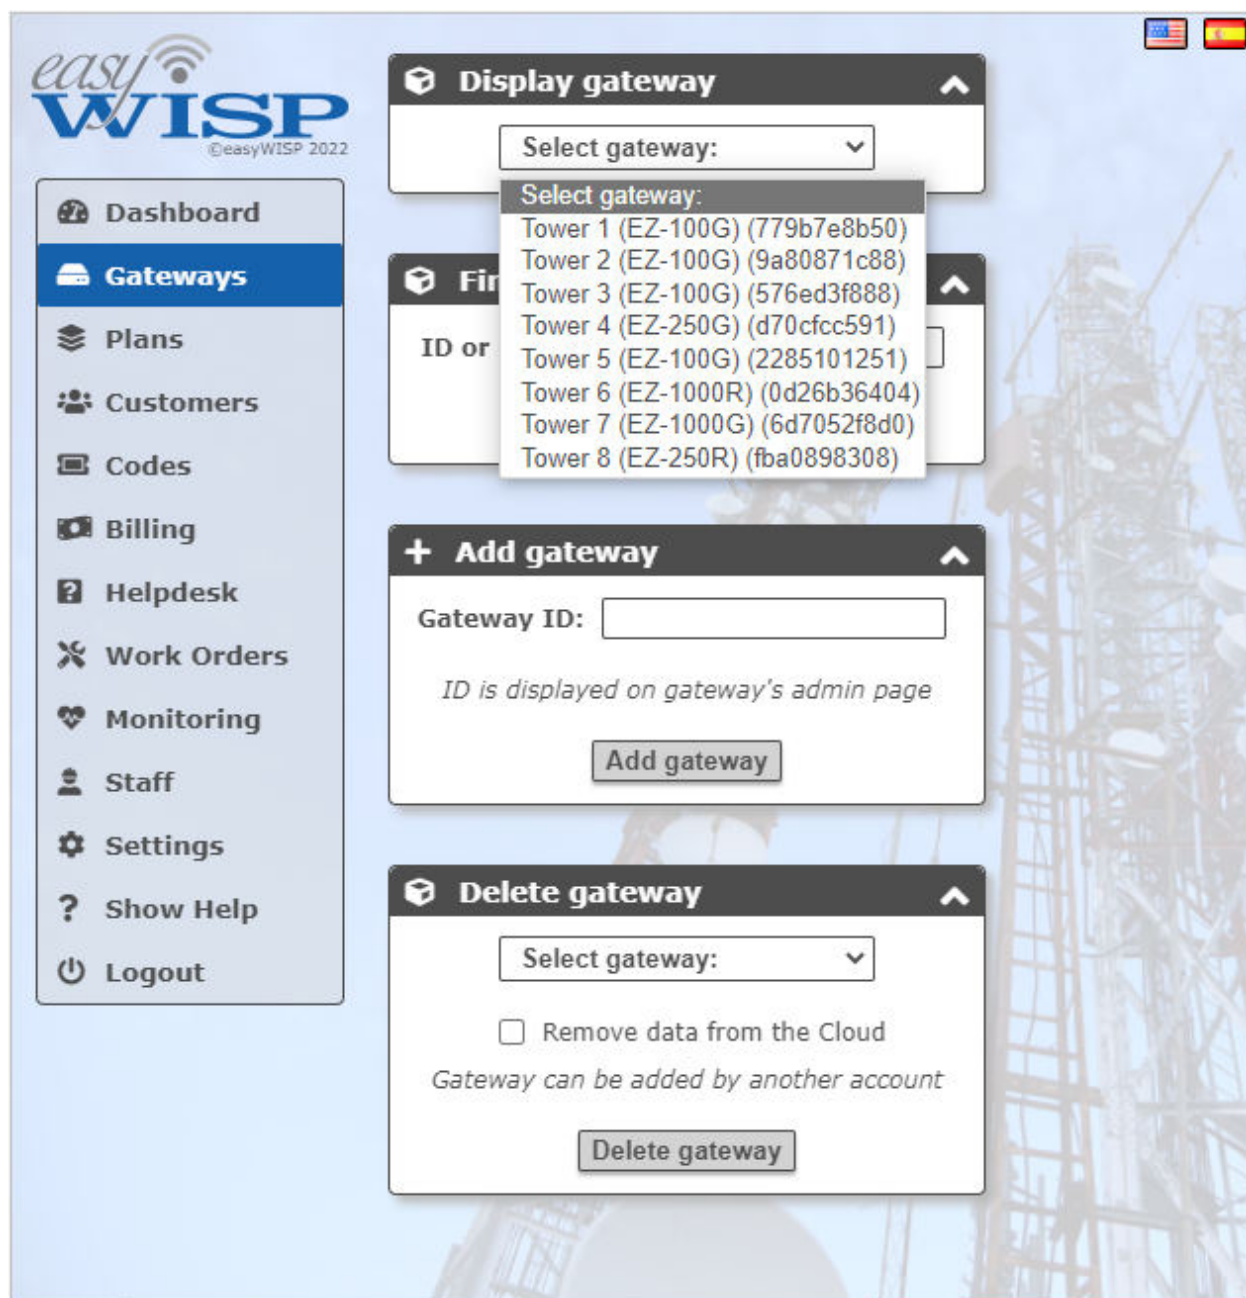 easy
WISP
©easyWISP 2022
Dashboard
Gateways
Plans
Customers
Codes
Billing
Helpdesk
Work Orders
Monitoring
Staff
Settings
Show Help
Logout
Display gateway
Select gateway:
Select gateway:
Tower 1 (EZ-100G) (779b7e8b50)
Tower 2 (EZ-100G) (9a80871c88)
Tower 3 (EZ-100G) (576ed3f888)
Tower 4 (EZ-250G) (d70cfcc591)
Tower 5 (EZ-100G) (2285101251)
Tower 6 (EZ-1000R) (0d26b36404)
Tower 7 (EZ-1000G) (6d7052f8d0)
Tower 8 (EZ-250R) (fba0898308)
ID or
Add gateway
Gateway ID:
ID is displayed on gateway's admin page
Add gateway
Delete gateway
Select gateway:
Remove data from the Cloud
Gateway can be added by another account
Delete gateway